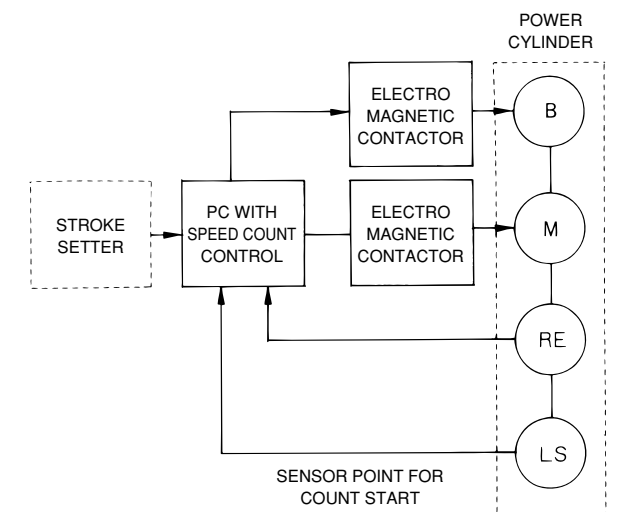 POWER
CYLINDER
ELECTRO
MAGNETIC
CONTACTOR
B
STROKE
SETTER
PC WITH
SPEED COUNT
CONTROL
ELECTRO
MAGNETIC
CONTACTOR
M
RE
LS
SENSOR POINT FOR
COUNT START